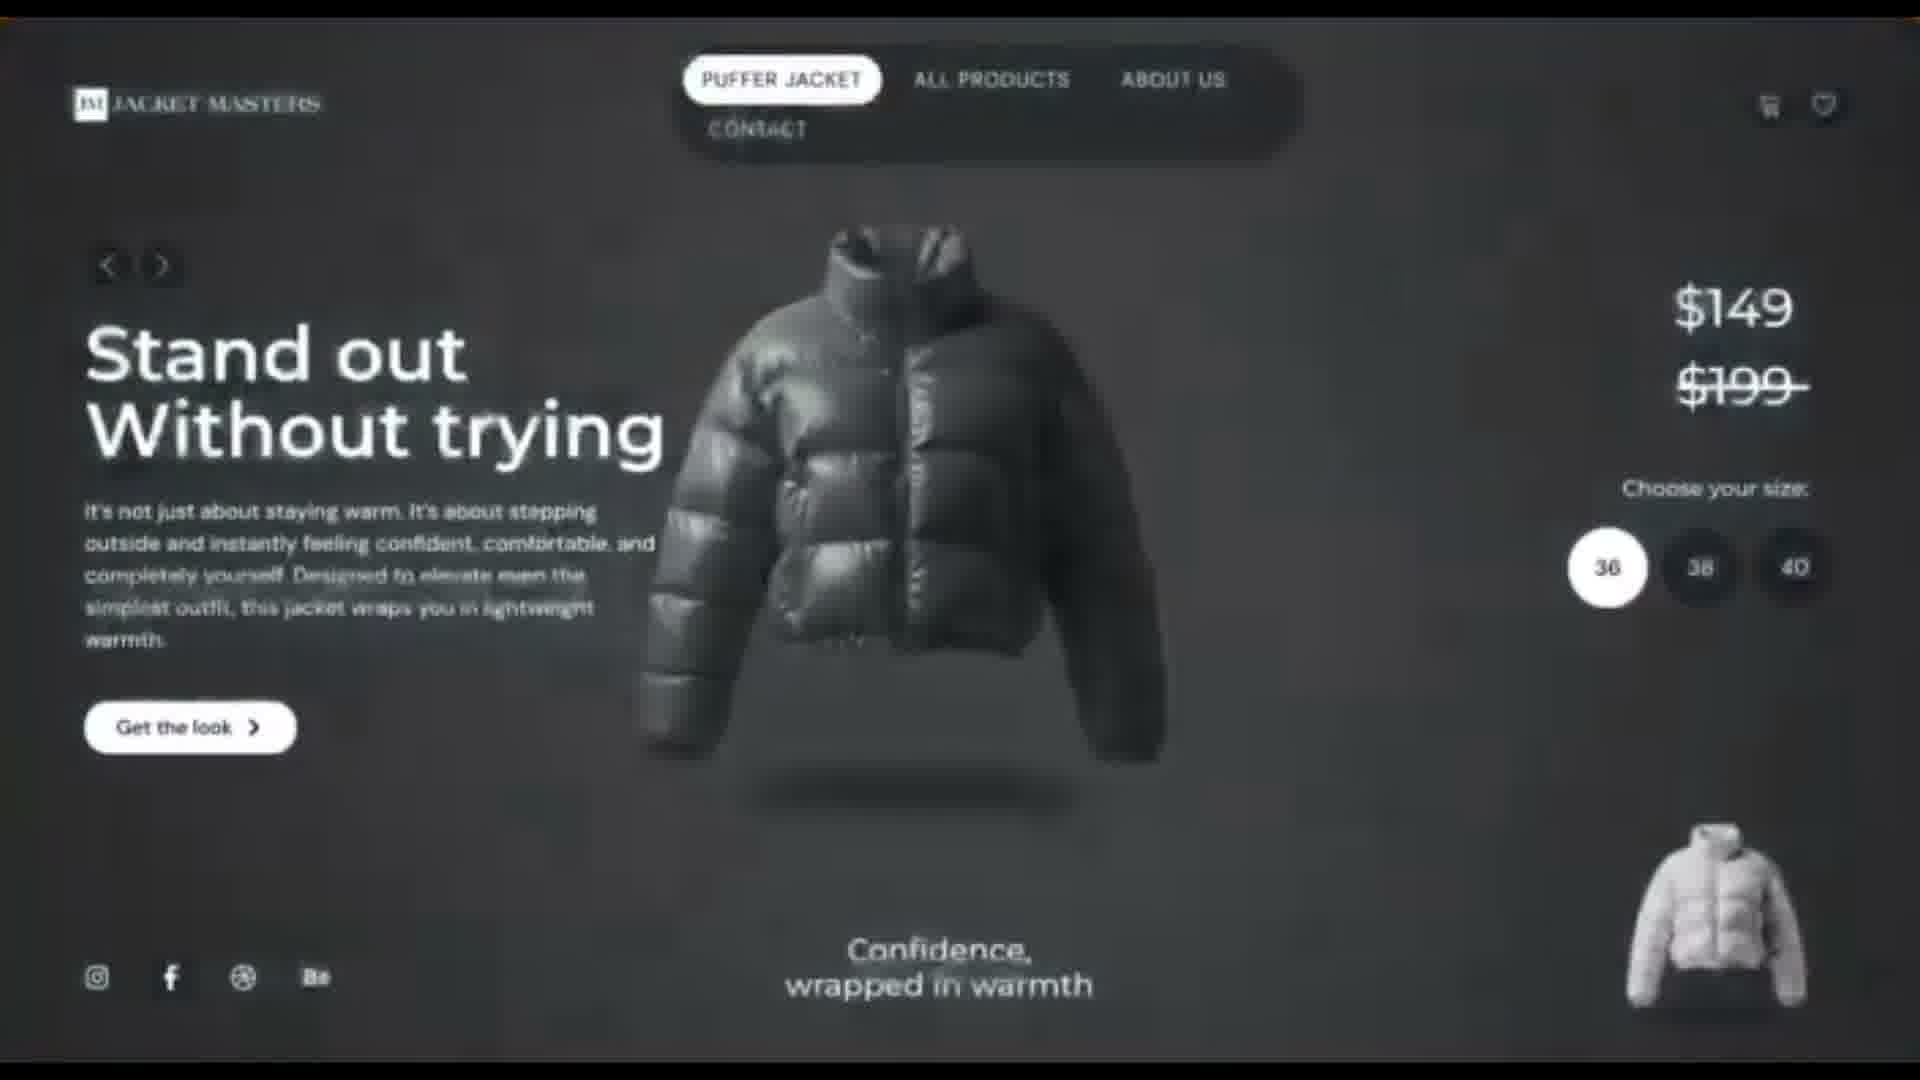 JM JACKET MASTERS
PUFFER JACKET ALL PRODUCTS ABOUT US
CONTACT
Stand out
Without trying
It's not just about staying warm. It's about stepping
outside and instantly feeling confident, comfortable, and
completely yourself. Designed to elevate even the
simplest outfit, this jacket wraps you in lightweight
warmth.
Get the look
$149
$199
Choose your size:
36 38 40
Confidence,
wrapped in warmth
Bē